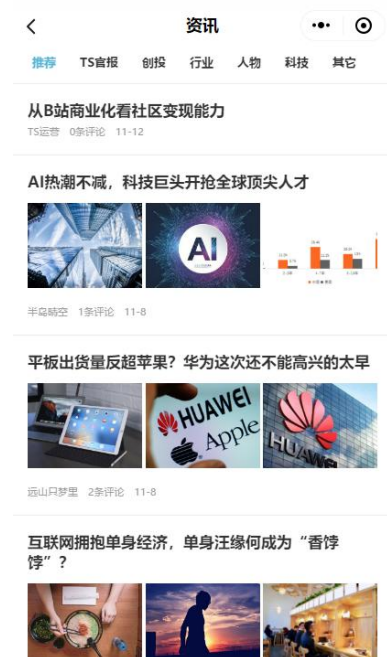 资讯
推荐 TS官报 创投 行业 人物 科技 其它
从B站商业化看社区变现能力
TS运营 0条评论 11-12
AI热潮不减，科技巨头开抢全球顶尖人才
AI
半岛晴空 1条评论 11-8
平板出货量反超苹果？华为这次还不能高兴的太早
HUAWEI
Apple
HUAWEI
远山只梦里 2条评论 11-8
互联网拥抱单身经济，单身汪缘何成为“香饽
饽”？